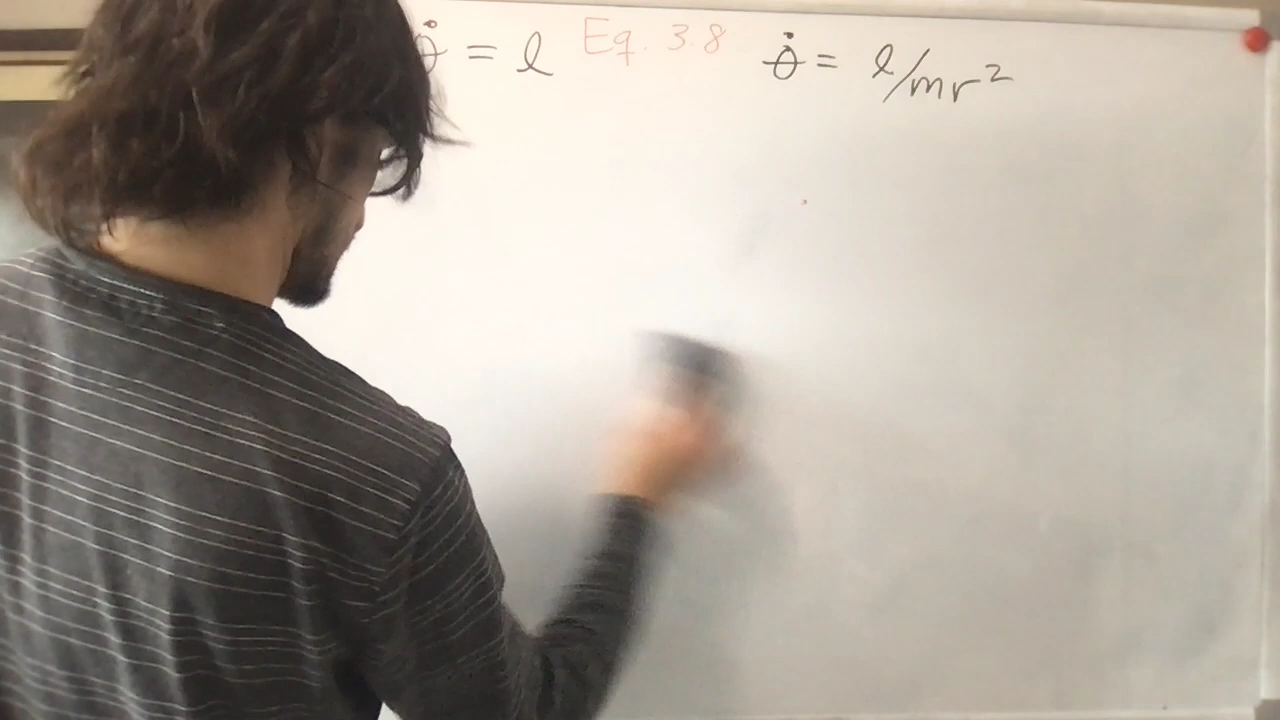 θ̇ = l Eq. 3.8 θ̇ = l/mr²